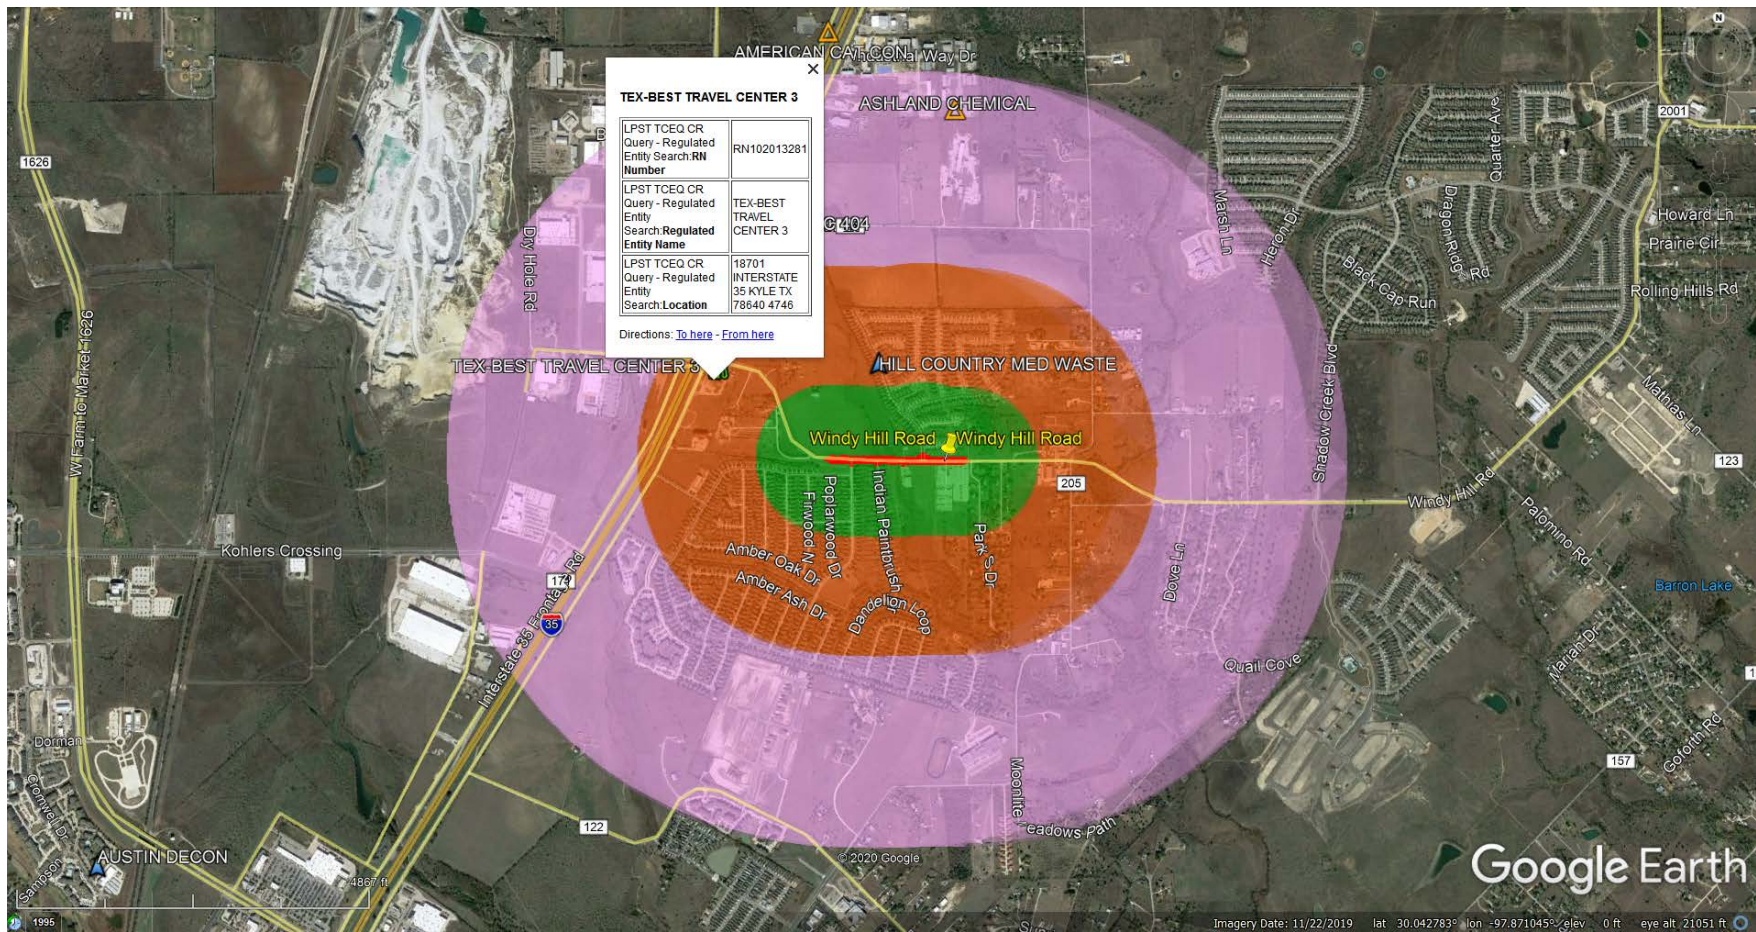 AMERICAN CAT CON
Industrial Way Dr
ASHLAND CHEMICAL
2001
1626
TEX-BEST TRAVEL CENTER 3
LPST TCEQ CR
Query - Regulated
Entity Search:RN
Number
RN102013281
LPST TCEQ CR
Query - Regulated
Entity
Search:Regulated
Entity Name
TEX-BEST
TRAVEL
CENTER 3
LPST TCEQ CR
Query - Regulated
Entity
Search:Location
18701
INTERSTATE
35 KYLE TX
78640 4746
Directions: To here - From here
Quarter Ave
Dragon Ridg
Rd
Howard Ln
Prairie Cir
Rolling Hills Rd
Marsh Ln
Heron Dr
Black Cap Run
Dry Hole Rd
W Farm to Market 1626
TEX-BEST TRAVEL CENTER 3
HILL COUNTRY MED WASTE
Shadow Creek Blvd
Mathias Ln
Windy Hill Road
Windy Hill Road
123
205
Windy Hill Rd
Palomino Rd
Indian Paintbrush
Poplarwood Dr
Firwood
Park S Dr
Kohlers Crossing
Amber Oak Dr
Amber Ash Dr
Dandelion Loop
Dove Ln
Barron Lake
35
Interstate 35 Frontage Rd
Marian Dr
Quail Cove
Goforth Rd
Dorman
157
Cromwell Dr
Moonlite
eadows Path
122
AUSTIN DECON
Sampson
© 2020 Google
Google Earth
4867 ft
1995
Imagery Date: 11/22/2019 lat 30.042783° lon -97.871045° elev 0 ft eye alt 21051 ft